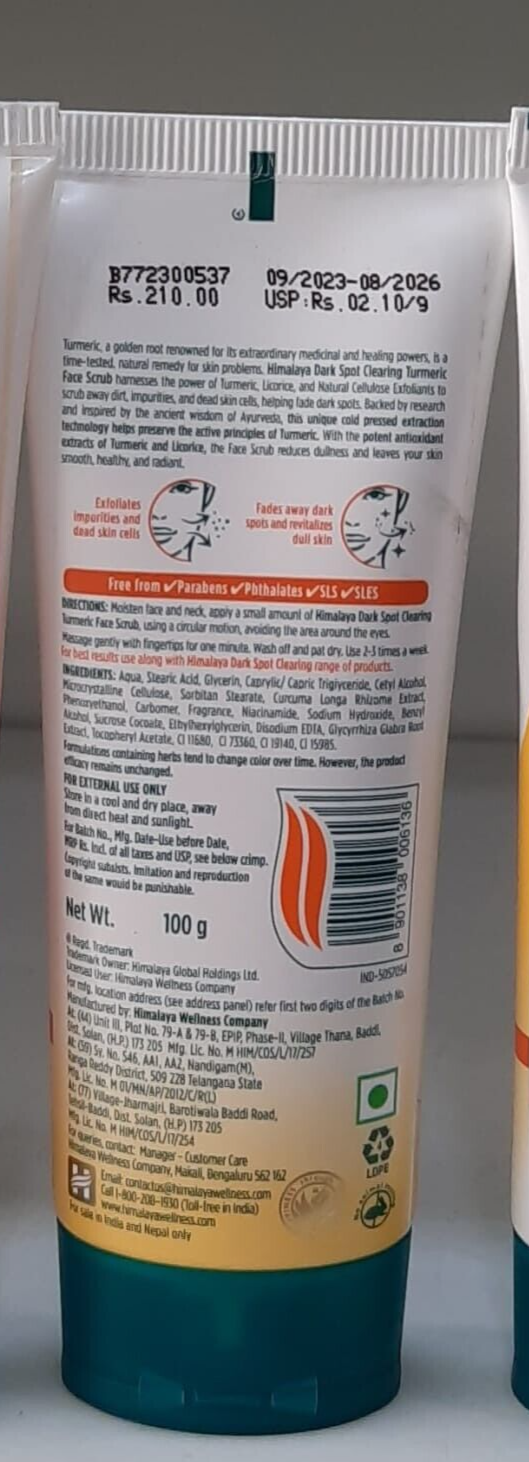 B772300537 09/2023-08/2026
Rs.210.00 USP:Rs.02.10/9
Turmeric, a golden root renowned for its extraordinary medicinal and healing powers, is a
time-tested, natural remedy for skin problems. Himalaya Dark Spot Clearing Turmeric
Face Scrub harnesses the power of Turmeric, Licorice, and Natural Cellulose Exfoliants to
scrub away dirt, impurities, and dead skin cells, helping fade dark spots. Backed by research
and inspired by the ancient wisdom of Ayurveda, this unique cold pressed extraction
technology helps preserve the active principles of Turmeric. With the potent antioxidant
extracts of Turmeric and Licorice, the Face Scrub reduces dullness and leaves your skin
smooth, healthy, and radiant.
Exfoliates
impurities and
dead skin cells
Fades away dark
spots and revitalizes
dull skin
Free from ✓Parabens ✓Phthalates ✓SLS ✓SLES
DIRECTIONS: Moisten face and neck, apply a small amount of Himalaya Dark Spot Clearing
Turmeric Face Scrub, using a circular motion, avoiding the area around the eyes.
Massage gently with fingertips for one minute. Wash off and pat dry. Use 2-3 times a week.
For best results use along with Himalaya Dark Spot Clearing range of products.
INGREDIENTS: Aqua, Stearic Acid, Glycerin, Caprylic/ Capric Triglyceride, Cetyl Alcohol,
Microcrystalline Cellulose, Sorbitan Stearate, Curcuma Longa Rhizome Extract,
Phenoxyethanol, Carbomer, Fragrance, Niacinamide, Sodium Hydroxide, Benzyl
Alcohol, Sucrose Cocoate, Ethylhexylglycerin, Disodium EDTA, Glycyrrhiza Glabra Root
Extract, Tocopheryl Acetate, CI 11680, CI 73360, CI 19140, CI 15985.
Formulations containing herbs tend to change color over time. However, the product
efficacy remains unchanged.
FOR EXTERNAL USE ONLY
Store in a cool and dry place, away
from direct heat and sunlight.
For Batch No., Mfg. Date-Use before Date,
MRP Rs. Incl. of all taxes and USP, see below crimp.
Copyright subsists. Imitation and reproduction
of the same would be punishable.
8 901138 006136
Net Wt. 100 g
IND-5057054
® Regd. Trademark
Trademark Owner: Himalaya Global Holdings Ltd.
Licensed User: Himalaya Wellness Company
For mfg. location address (see address panel) refer first two digits of the Batch No.
Manufactured by: Himalaya Wellness Company
At: (44) Unit III, Plot No. 79-A & 79-B, EPIP, Phase-II, Village Thana, Baddi,
Dist. Solan, (H.P.) 173 205 Mfg. Lic. No. M HIM/COS/L/17/257
At: (59) Sy. No. 546, AA1, AA2, Nandigam(M),
Ranga Reddy District, 509 228 Telangana State
Mfg. Lic. No. M 01/MN/AP/2012/C/R(L)
At: (77) Village-Jharmajri, Barotiwala Baddi Road,
Tehsil-Baddi, Dist. Solan, (H.P) 173 205
Mfg. Lic. No. M HIM/COS/L/17/254
For queries, contact: Manager - Customer Care
Himalaya Wellness Company, Makali, Bengaluru 562 162
Email: contactus@himalayawellness.com
Call 1-800-208-1930 (Toll-free in India)
www.himalayawellness.com
For sale in India and Nepal only
4
LDPE
No Animal